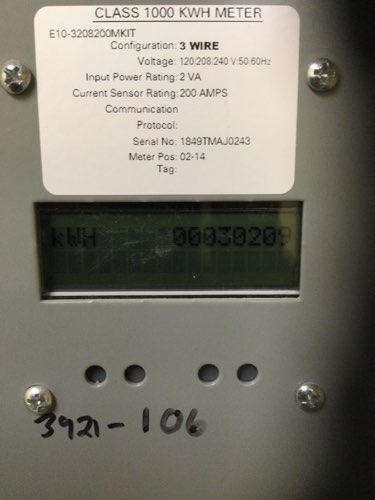 CLASS 1000 KWH METER
E10-3208200MKIT
Configuration: 3 WIRE
Voltage: 120:208:240 V:50:60Hz
Input Power Rating: 2 VA
Current Sensor Rating: 200 AMPS
Communication
Protocol:
Serial No: 1849TMAJ0243
Meter Pos: 02-14
Tag:
kWH 00030209
3921-106